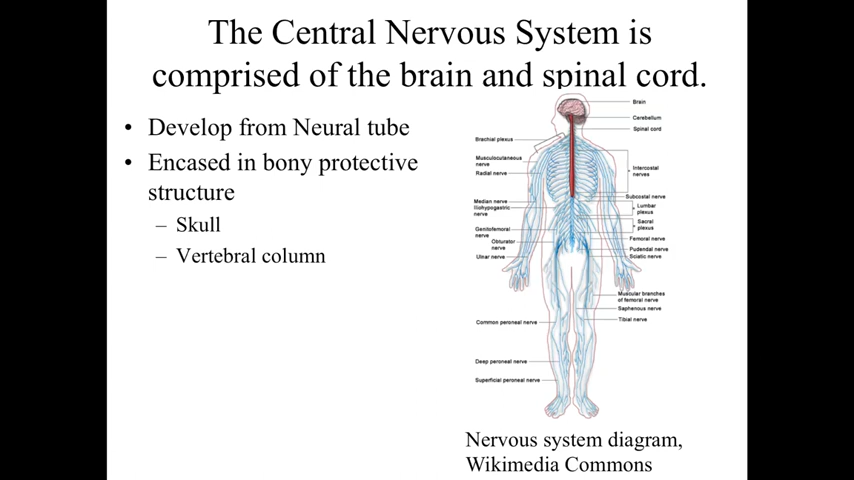 The Central Nervous System is
comprised of the brain and spinal cord.
• Develop from Neural tube
• Encased in bony protective
structure
– Skull
– Vertebral column
Brain
Cerebellum
Spinal cord
Brachial plexus
Musculocutaneous
nerve
Radial nerve
Intercostal
nerves
Subcostal nerve
Median nerve
Iliohypogastric
nerve
Lumbar
plexus
Sacral
plexus
Genitofemoral
nerve
Femoral nerve
Obturator
nerve
Pudendal nerve
Ulnar nerve
Sciatic nerve
Muscular branches
of femoral nerve
Saphenous nerve
Common peroneal nerve
Tibial nerve
Deep peroneal nerve
Superficial peroneal nerve
Nervous system diagram,
Wikimedia Commons